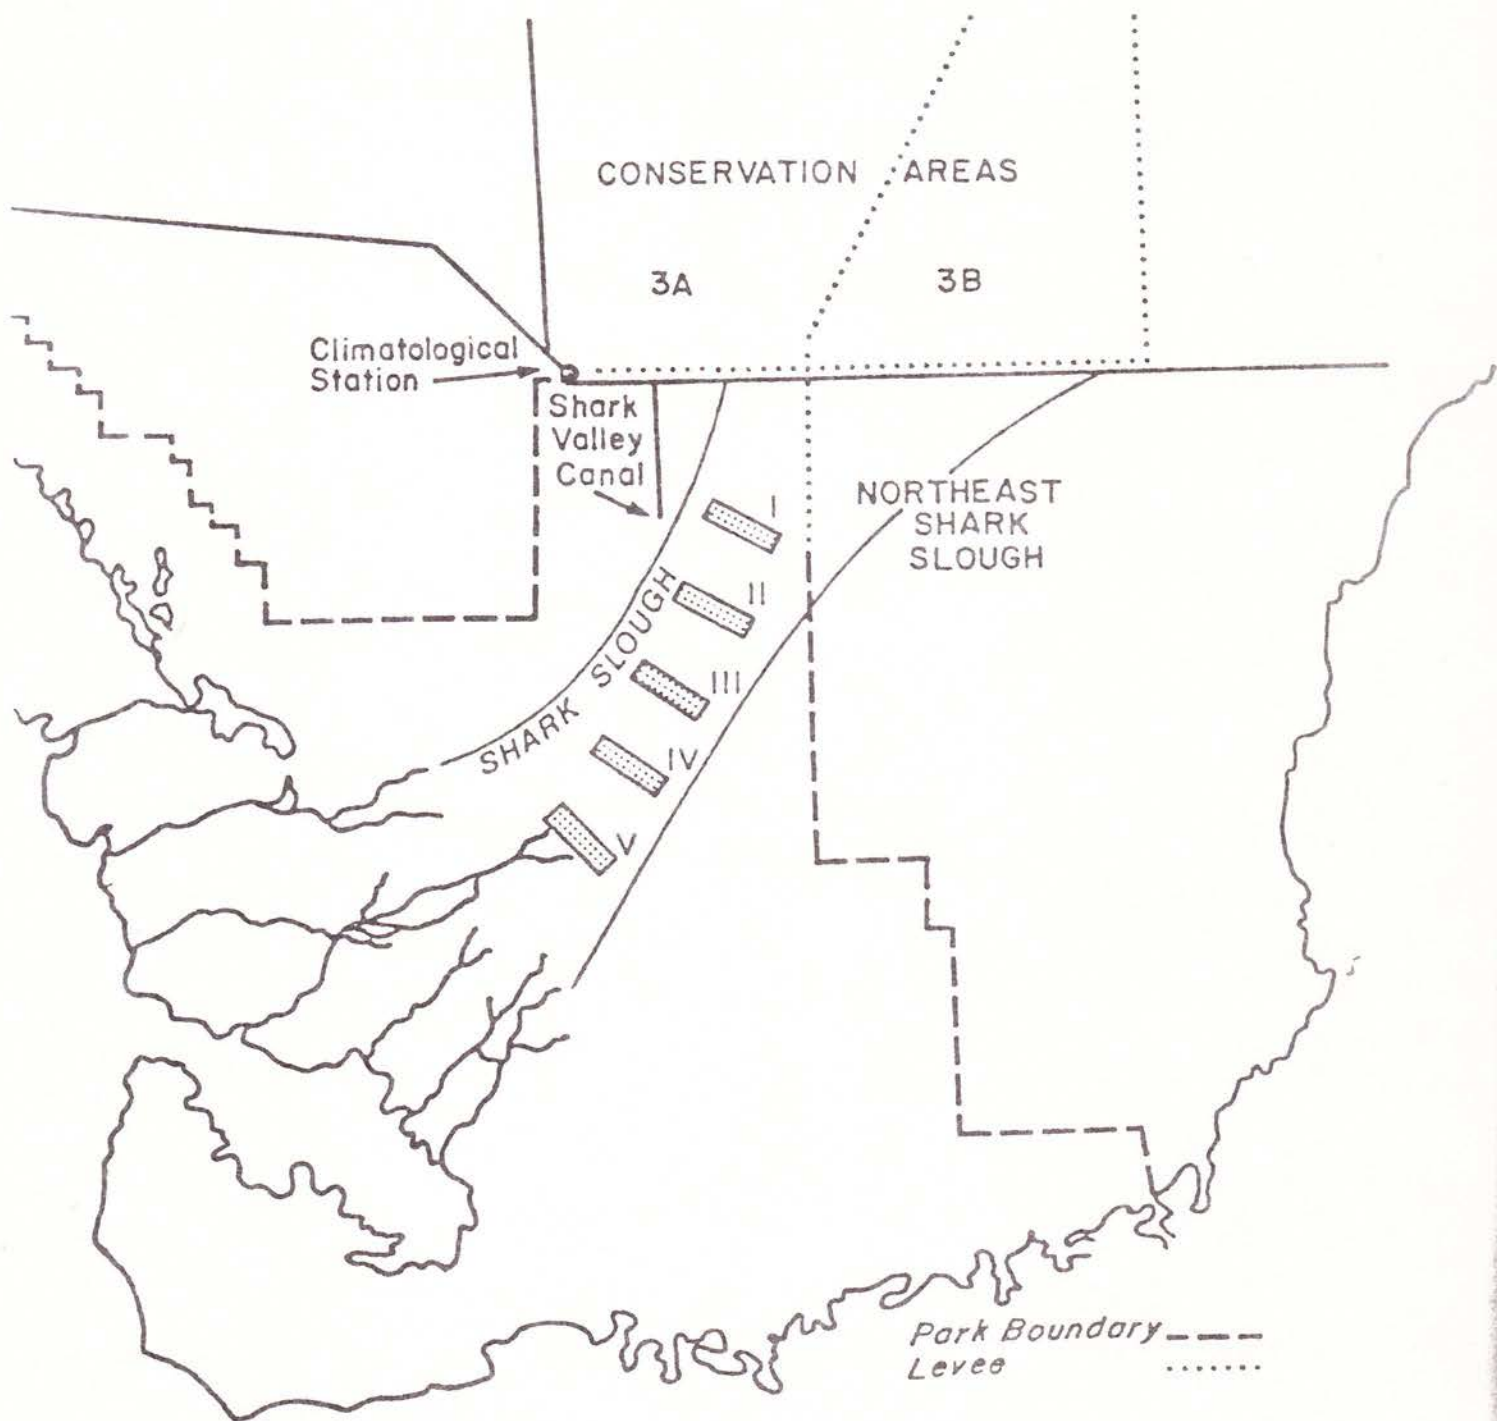 CONSERVATION AREAS
3A
3B
Climatological
Station
Shark
Valley
Canal
NORTHEAST
SHARK
SLOUGH
SHARK SLOUGH
I
II
III
IV
V
Park Boundary
Levee